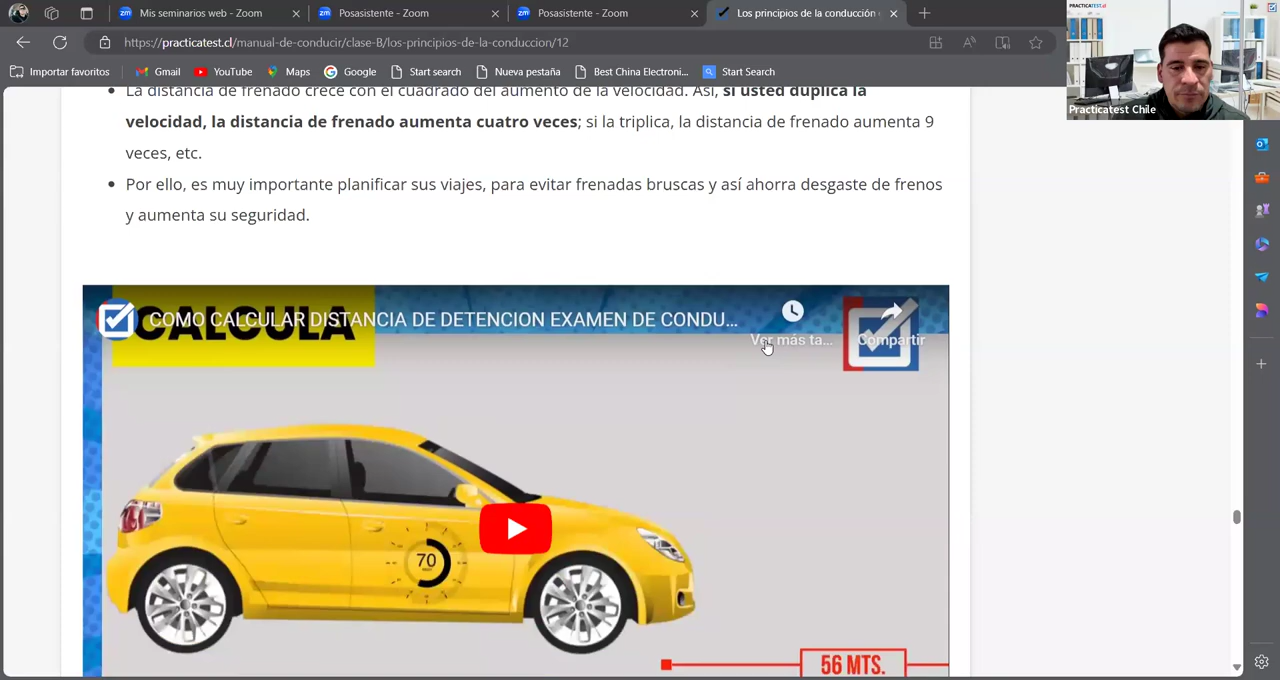 Mis seminarios web - Zoom
Posasistente - Zoom
Posasistente - Zoom
Los principios de la conducción
https://practicatest.cl/manual-de-conducir/clase-B/los-principios-de-la-conduccion/12
PRACTICATEST.cl
Practicatest Chile
Importar favoritos
Gmail
YouTube
Maps
Google
Start search
Nueva pestaña
Best China Electroni...
Start Search
La distancia de frenado crece con el cuadrado del aumento de la velocidad. Así, si usted duplica la
velocidad, la distancia de frenado aumenta cuatro veces; si la triplica, la distancia de frenado aumenta 9
veces, etc.
Por ello, es muy importante planificar sus viajes, para evitar frenadas bruscas y así ahorra desgaste de frenos
y aumenta su seguridad.
CALCULA
COMO CALCULAR DISTANCIA DE DETENCION EXAMEN DE CONDU...
Ver más ta...
Compartir
70
56 MTS.